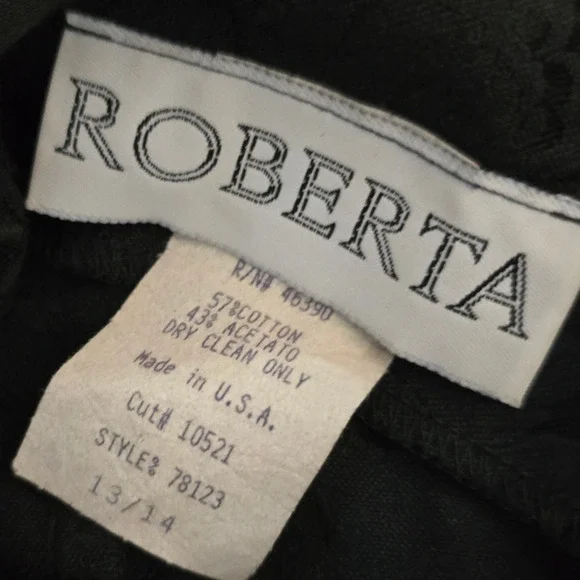 ROBERTA
R/N# 46390
57%COTTON
43% ACETATO
DRY CLEAN ONLY
Made in U.S.A.
Cut# 10521
STYLE% 78123
13/14